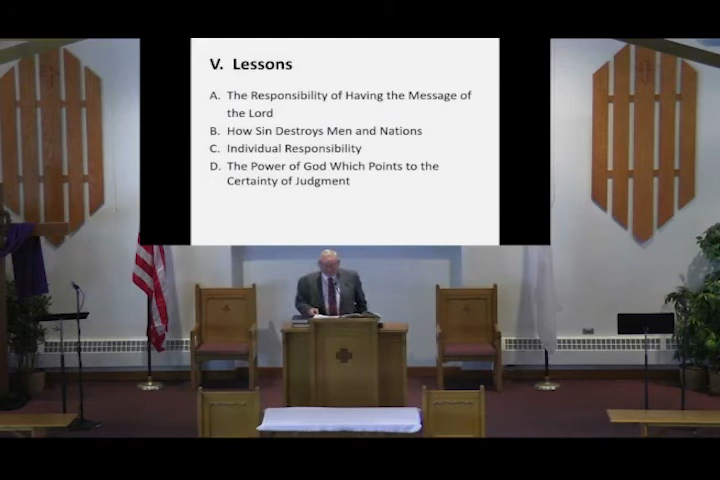 V. Lessons
A. The Responsibility of Having the Message of
the Lord
B. How Sin Destroys Men and Nations
C. Individual Responsibility
D. The Power of God Which Points to the
Certainty of Judgment